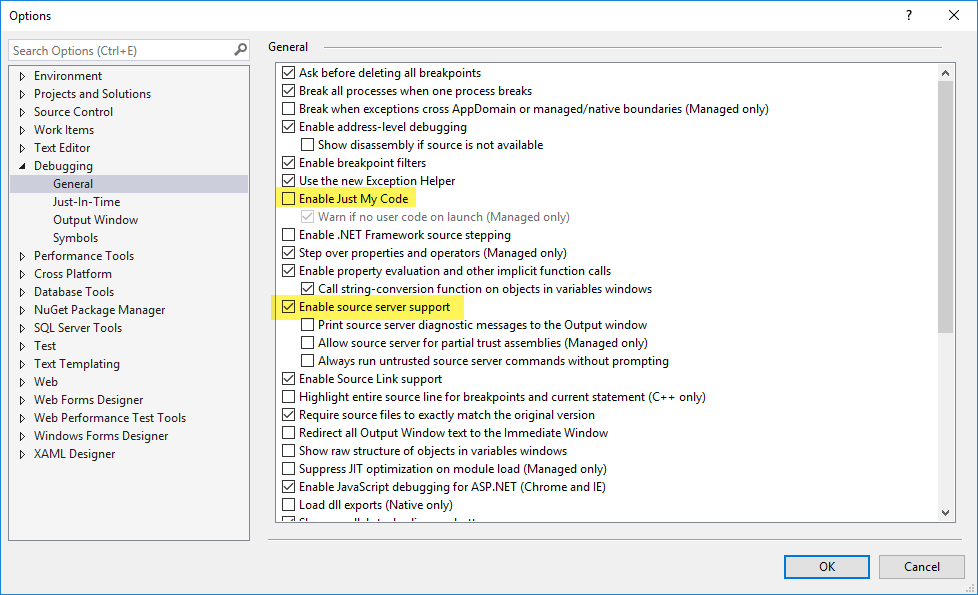 Options
?
Search Options (Ctrl+E)
Environment
Projects and Solutions
Source Control
Work Items
Text Editor
Debugging
General
Just-In-Time
Output Window
Symbols
Performance Tools
Cross Platform
Database Tools
NuGet Package Manager
SQL Server Tools
Test
Text Templating
Web
Web Forms Designer
Web Performance Test Tools
Windows Forms Designer
XAML Designer
General
Ask before deleting all breakpoints
Break all processes when one process breaks
Break when exceptions cross AppDomain or managed/native boundaries (Managed only)
Enable address-level debugging
Show disassembly if source is not available
Enable breakpoint filters
Use the new Exception Helper
Enable Just My Code
Warn if no user code on launch (Managed only)
Enable .NET Framework source stepping
Step over properties and operators (Managed only)
Enable property evaluation and other implicit function calls
Call string-conversion function on objects in variables windows
Enable source server support
Print source server diagnostic messages to the Output window
Allow source server for partial trust assemblies (Managed only)
Always run untrusted source server commands without prompting
Enable Source Link support
Highlight entire source line for breakpoints and current statement (C++ only)
Require source files to exactly match the original version
Redirect all Output Window text to the Immediate Window
Show raw structure of objects in variables windows
Suppress JIT optimization on module load (Managed only)
Enable JavaScript debugging for ASP.NET (Chrome and IE)
Load dll exports (Native only)
OK
Cancel